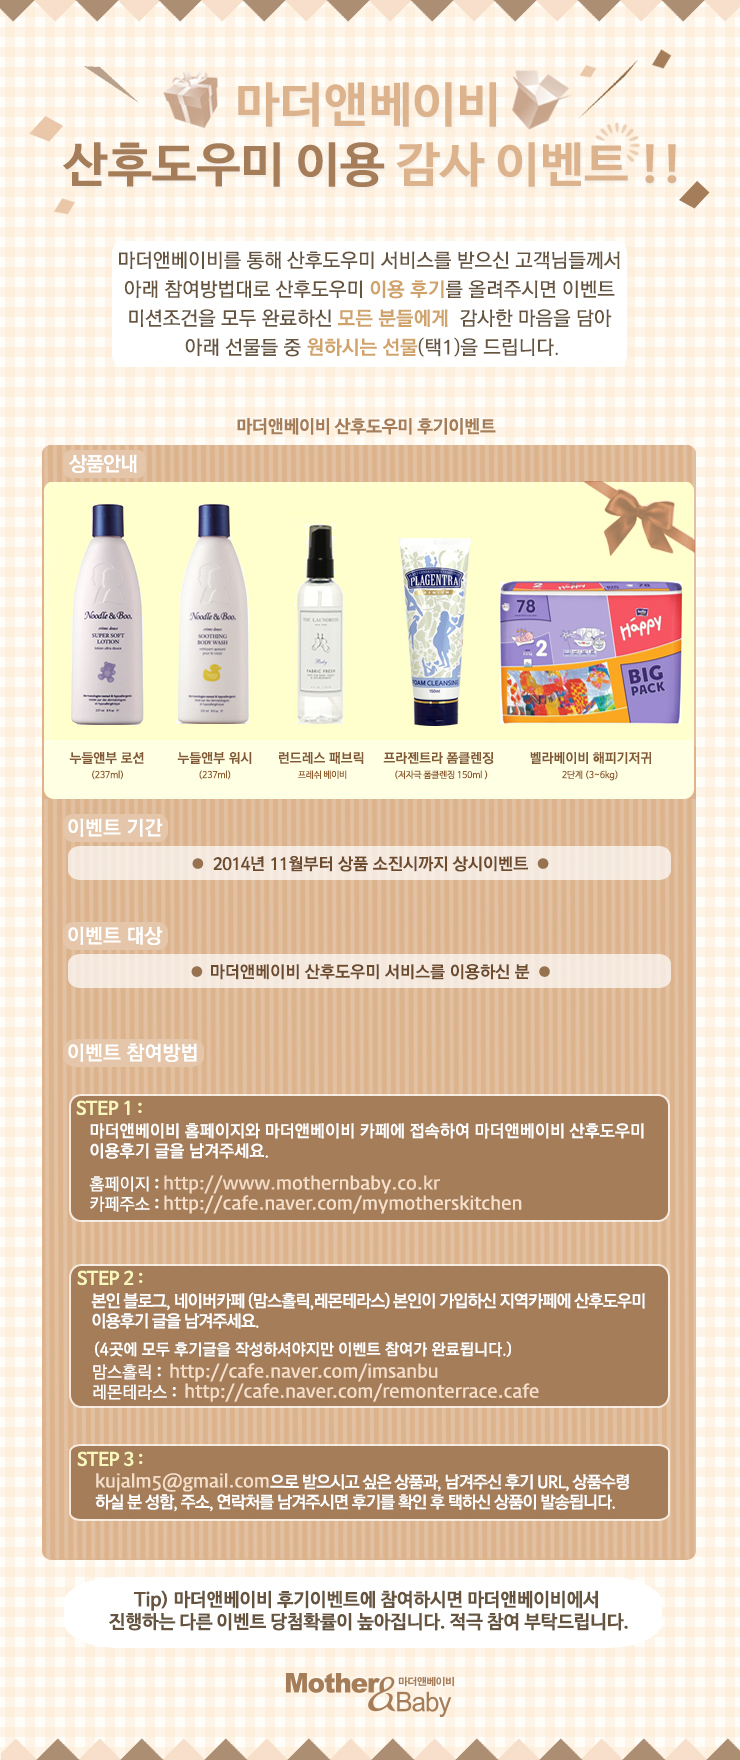 마더앤베이비
산후도우미 이용 감사 이벤트 !!
마더앤베이비를 통해 산후도우미 서비스를 받으신 고객님들께서
아래 참여방법대로 산후도우미 이용 후기를 올려주시면 이벤트
미션조건을 모두 완료하신 모든 분들에게 감사한 마음을 담아
아래 선물들 중 원하시는 선물(택1)을 드립니다.
마더앤베이비 산후도우미 후기이벤트
상품안내
Noodle & Boo.
SUPER SOFT
LOTION
Noodle & Boo.
SOOTHING
BODY WASH
THE LAUNDRESS
Baby
FABRIC FRESH
PLAGENTRA
FOAM CLEANSING
150ml
78
2
Happy
BIG
PACK
누들앤부 로션
(237ml)
누들앤부 워시
(237ml)
런드레스 패브릭
프레쉬 베이비
프라젠트라 폼클렌징
(저자극 폼클렌징 150ml )
벨라베이비 해피기저귀
2단계 (3~6kg)
이벤트 기간
● 2014년 11월부터 상품 소진시까지 상시이벤트 ●
이벤트 대상
● 마더앤베이비 산후도우미 서비스를 이용하신 분 ●
이벤트 참여방법
STEP 1 :
마더앤베이비 홈페이지와 마더앤베이비 카페에 접속하여 마더앤베이비 산후도우미
이용후기 글을 남겨주세요.
홈페이지 : http://www.mothernbaby.co.kr
카페주소 : http://cafe.naver.com/mymotherskitchen
STEP 2 :
본인 블로그, 네이버카페 (맘스홀릭,레몬테라스) 본인이 가입하신 지역카페에 산후도우미
이용후기 글을 남겨주세요.
(4곳에 모두 후기글을 작성하셔야지만 이벤트 참여가 완료됩니다.)
맘스홀릭 : http://cafe.naver.com/imsanbu
레몬테라스 : http://cafe.naver.com/remonterrace.cafe
STEP 3 :
kujalm5@gmail.com으로 받으시고 싶은 상품과, 남겨주신 후기 URL, 상품수령
하실 분 성함, 주소, 연락처를 남겨주시면 후기를 확인 후 택하신 상품이 발송됩니다.
Tip) 마더앤베이비 후기이벤트에 참여하시면 마더앤베이비에서
진행하는 다른 이벤트 당첨확률이 높아집니다. 적극 참여 부탁드립니다.
Mother & Baby 마더앤베이비